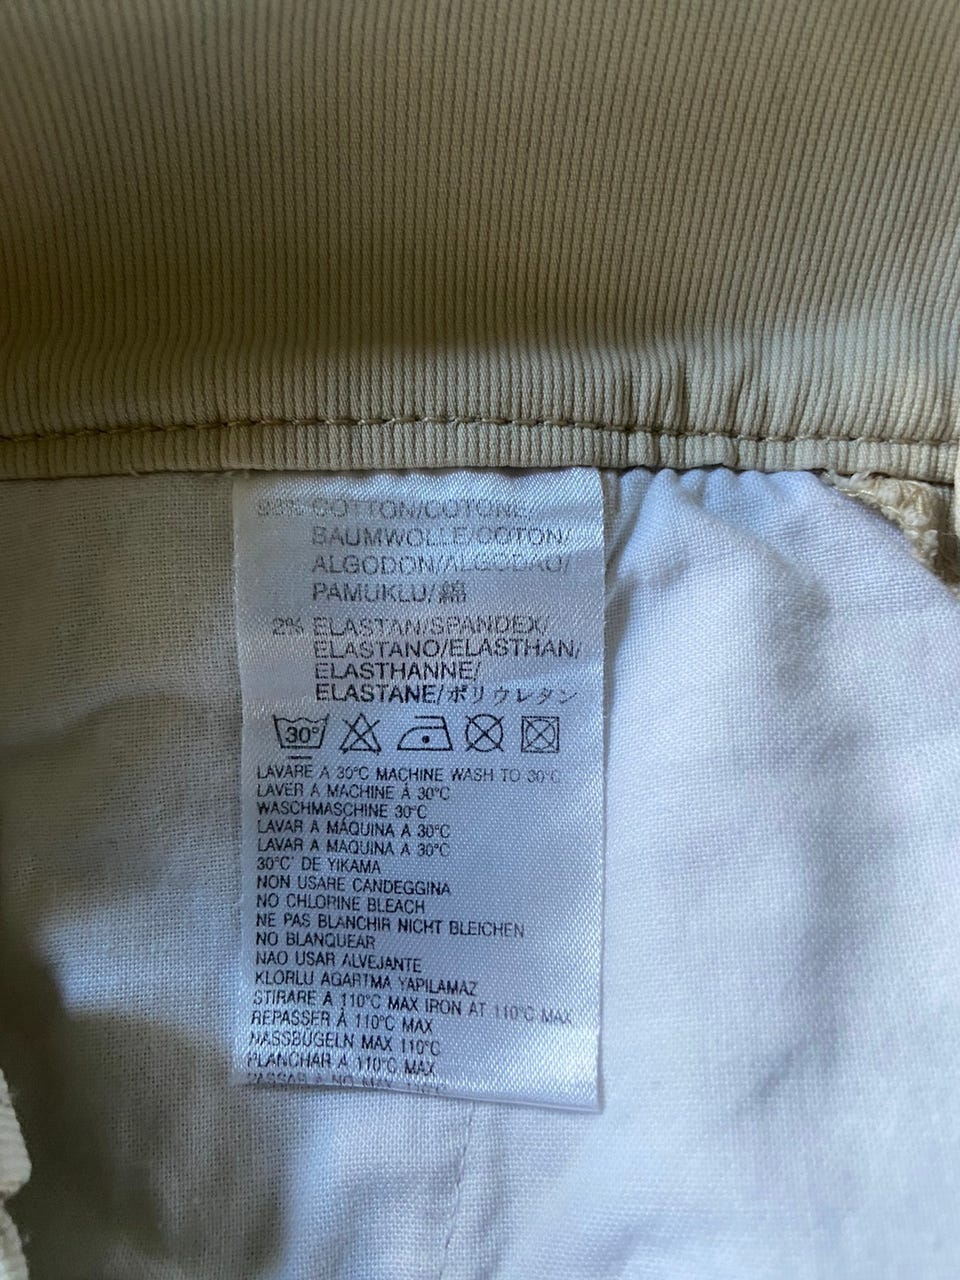 98% COTTON/COTONE
BAUMWOLLE/COTON/
ALGODON/ALGODAO/
PAMUKLU/綿
2% ELASTAN/SPANDEX/
ELASTANO/ELASTHAN/
ELASTHANNE/
ELASTANE/ポリウレタン
30°
LAVARE A 30°C MACHINE WASH TO 30°C
LAVER A MACHINE Á 30°C
WASCHMASCHINE 30°C
LAVAR A MÁQUINA A 30°C
LAVAR A MAQUINA A 30°C
30°C' DE YIKAMA
NON USARE CANDEGGINA
NO CHLORINE BLEACH
NE PAS BLANCHIR NICHT BLEICHEN
NO BLANQUEAR
NAO USAR ALVEJANTE
KLORLU AGARTMA YAPILAMAZ
STIRARE A 110°C MAX IRON AT 110°C MAX
REPASSER Á 110°C MAX
NASSBÜGELN MAX 110°C
PLANCHAR A 110°C MAX